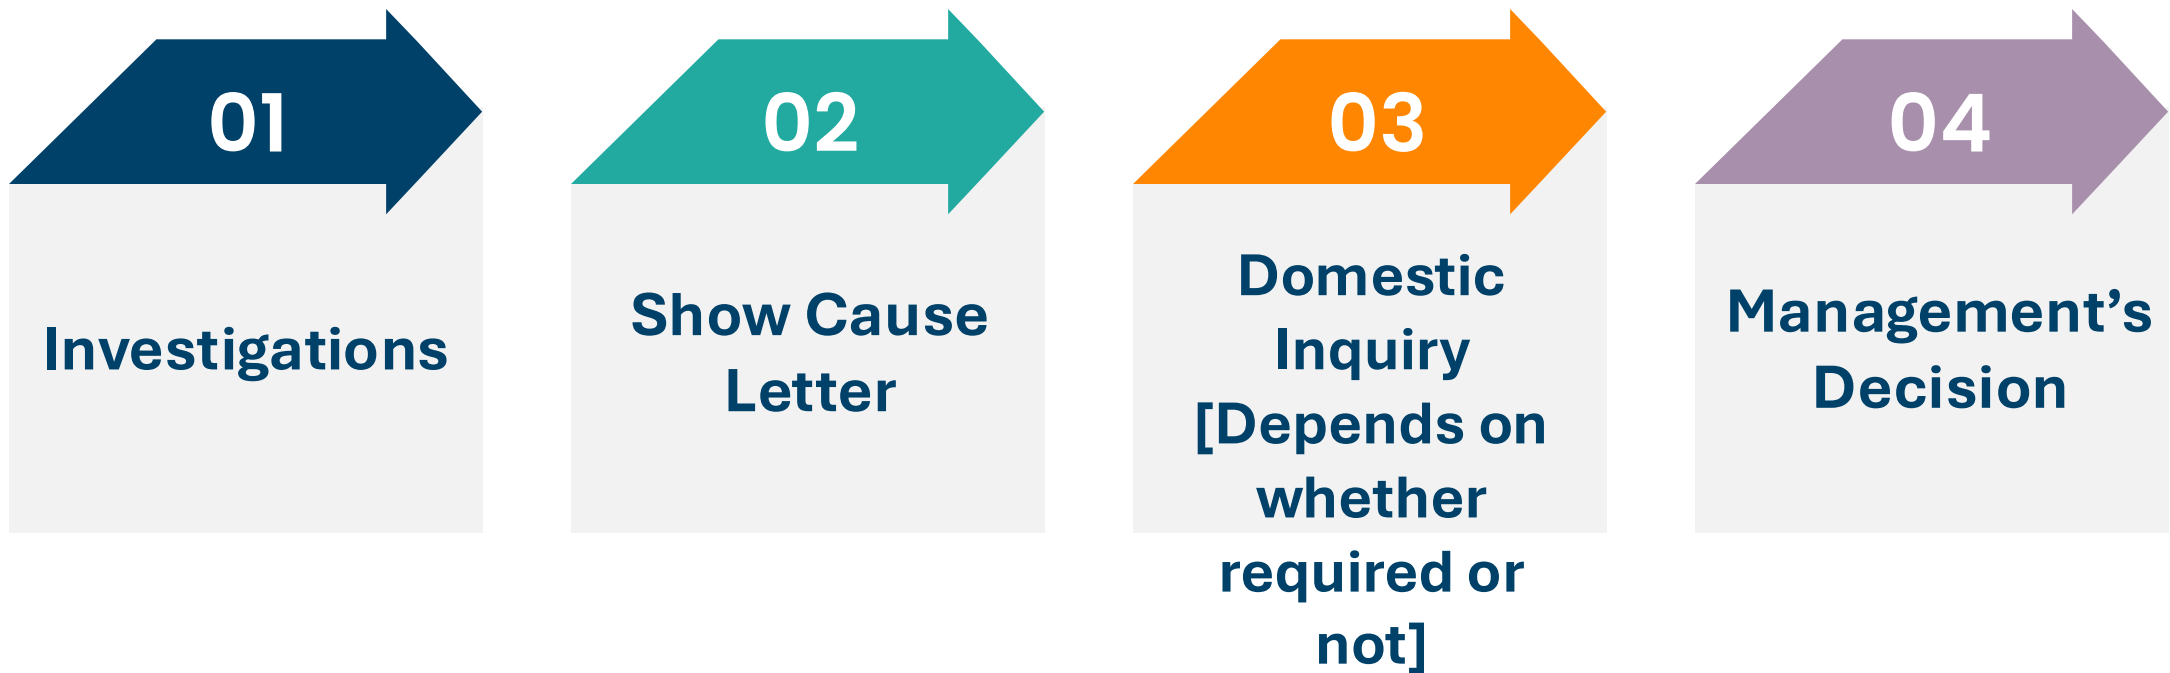 01
Investigations
02
Show Cause
Letter
03
Domestic
Inquiry
[Depends on
whether
required or
not]
04
Management’s
Decision